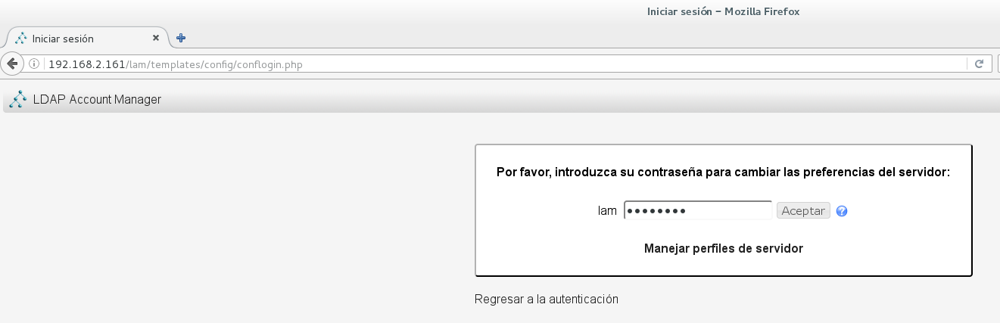 Iniciar sesión – Mozilla Firefox
Iniciar sesión
192.168.2.161/lam/templates/config/conflogin.php
LDAP Account Manager
Por favor, introduzca su contraseña para cambiar las preferencias del servidor:
lam •••••••• Aceptar ?
Manejar perfiles de servidor
Regresar a la autenticación